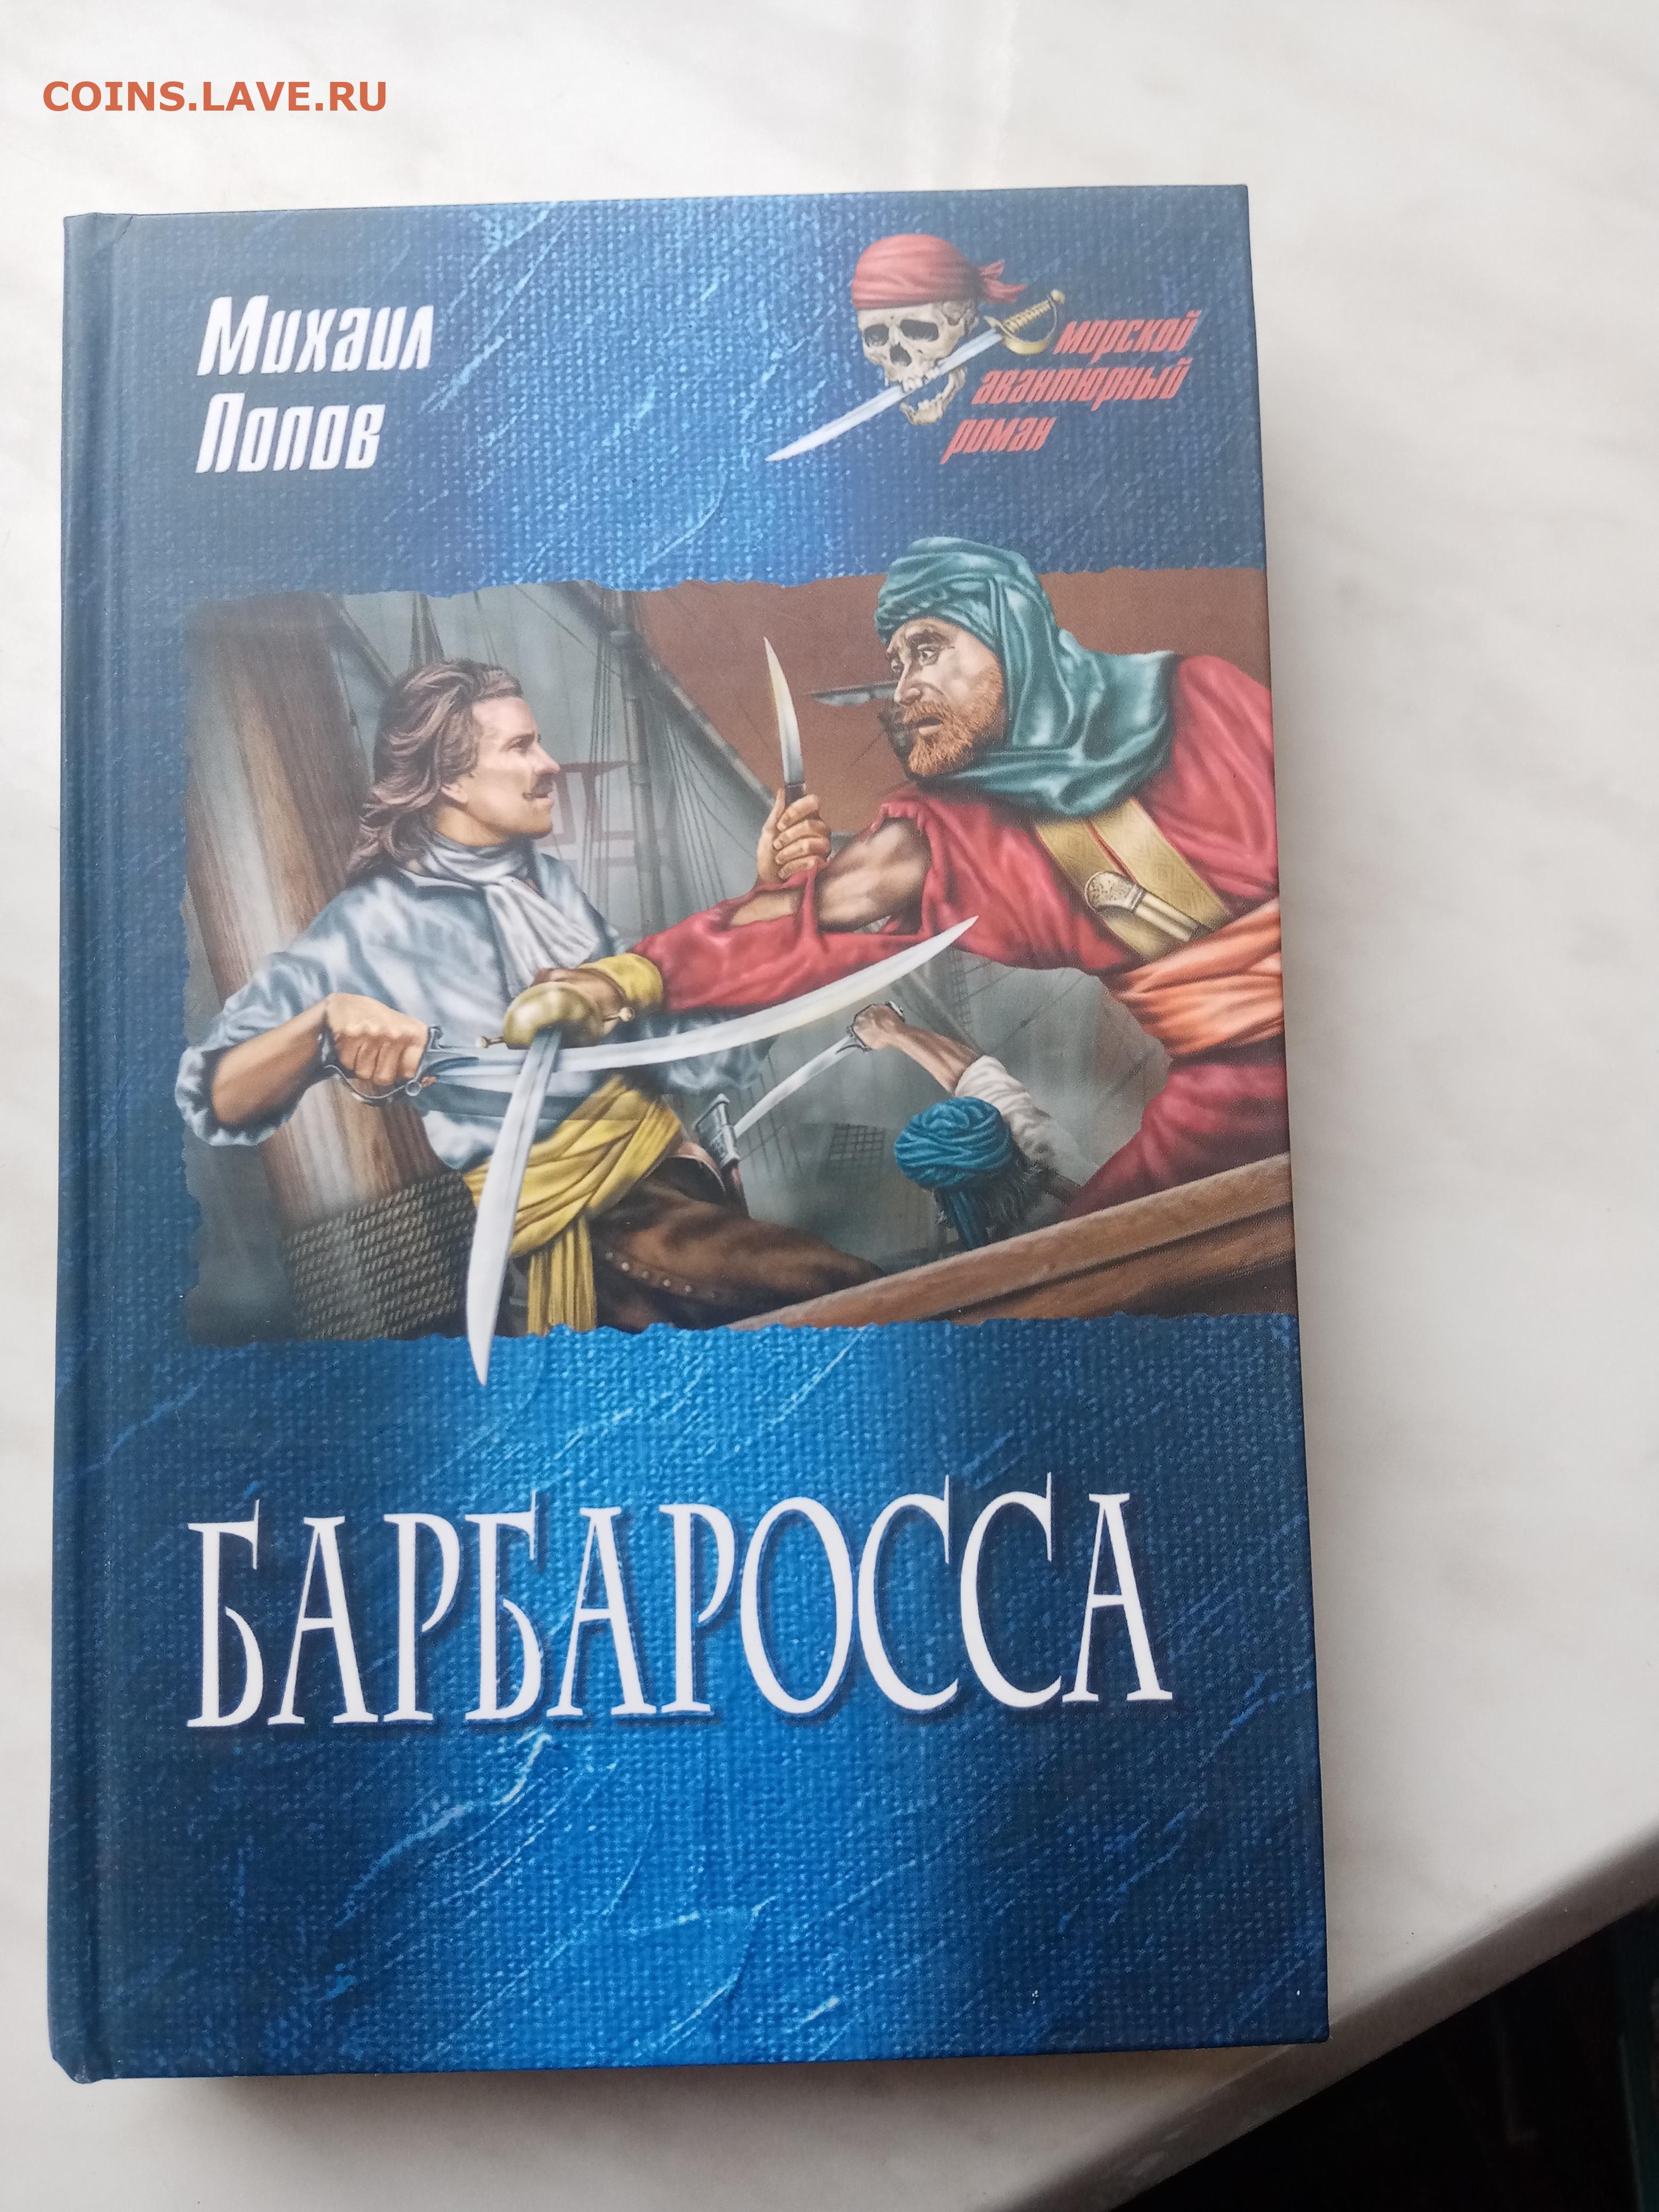 COINS.LAVE.RU
Михаил
Попов
морской
авантюрный
роман
БАРБАРОССА